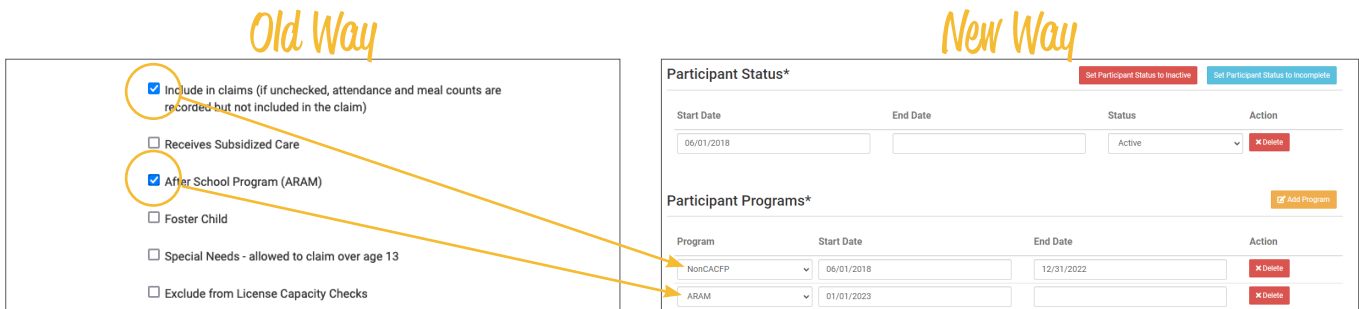 Old Way
Include in claims (if unchecked, attendance and meal counts are
recorded but not included in the claim)
Receives Subsidized Care
After School Program (ARAM)
Foster Child
Special Needs - allowed to claim over age 13
Exclude from License Capacity Checks
New Way
Participant Status*
Set Participant Status to Inactive
Set Participant Status to Incomplete
Start Date End Date Status Action
06/01/2018 Active Delete
Participant Programs*
Add Program
Program Start Date End Date Action
NonCACFP 06/01/2018 12/31/2022 Delete
ARAM 01/01/2023 Delete